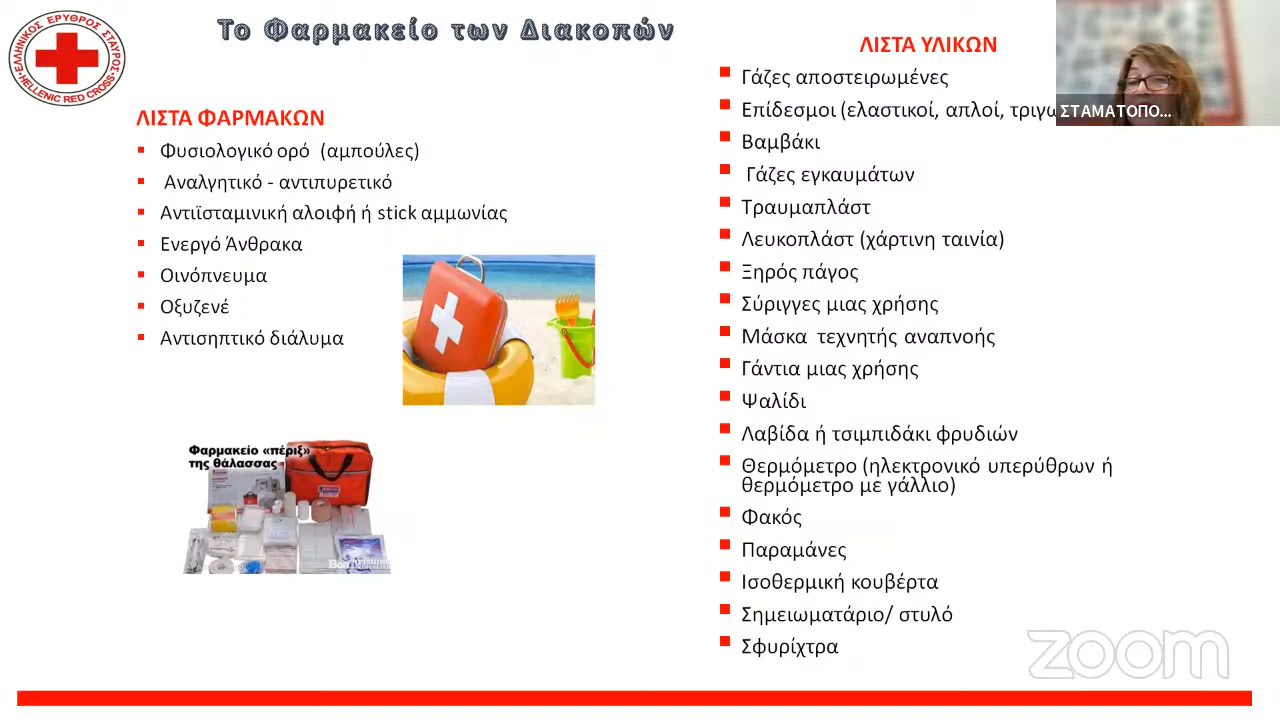 ΕΛΛΗΝΙΚΟΣ ΕΡΥΘΡΟΣ ΣΤΑΥΡΟΣ
HELLENIC RED CROSS
Το Φαρμακείο των Διακοπών
ΛΙΣΤΑ ΦΑΡΜΑΚΩΝ
Φυσιολογικό ορό (αμπούλες)
Αναλγητικό - αντιπυρετικό
Αντιϊσταμινική αλοιφή ή stick αμμωνίας
Ενεργό Άνθρακα
Οινόπνευμα
Οξυζενέ
Αντισηπτικό διάλυμα
Φαρμακείο «πέριξ»
της θάλασσας
ΛΙΣΤΑ ΥΛΙΚΩΝ
Γάζες αποστειρωμένες
Επίδεσμοι (ελαστικοί, απλοί,
ΣΤΑΜΑΤΟΠΟ...
Βαμβάκι
Γάζες εγκαυμάτων
Τραυμαπλάστ
Λευκοπλάστ (χάρτινη ταινία)
Ξηρός πάγος
Σύριγγες μιας χρήσης
Μάσκα τεχνητής αναπνοής
Γάντια μιας χρήσης
Ψαλίδι
Λαβίδα ή τσιμπιδάκι φρυδιών
Θερμόμετρο (ηλεκτρονικό υπερύθρων ή
θερμόμετρο με γάλλιο)
Φακός
Παραμάνες
Ισοθερμική κουβέρτα
Σημειωματάριο/ στυλό
Σφυρίχτρα
zoom